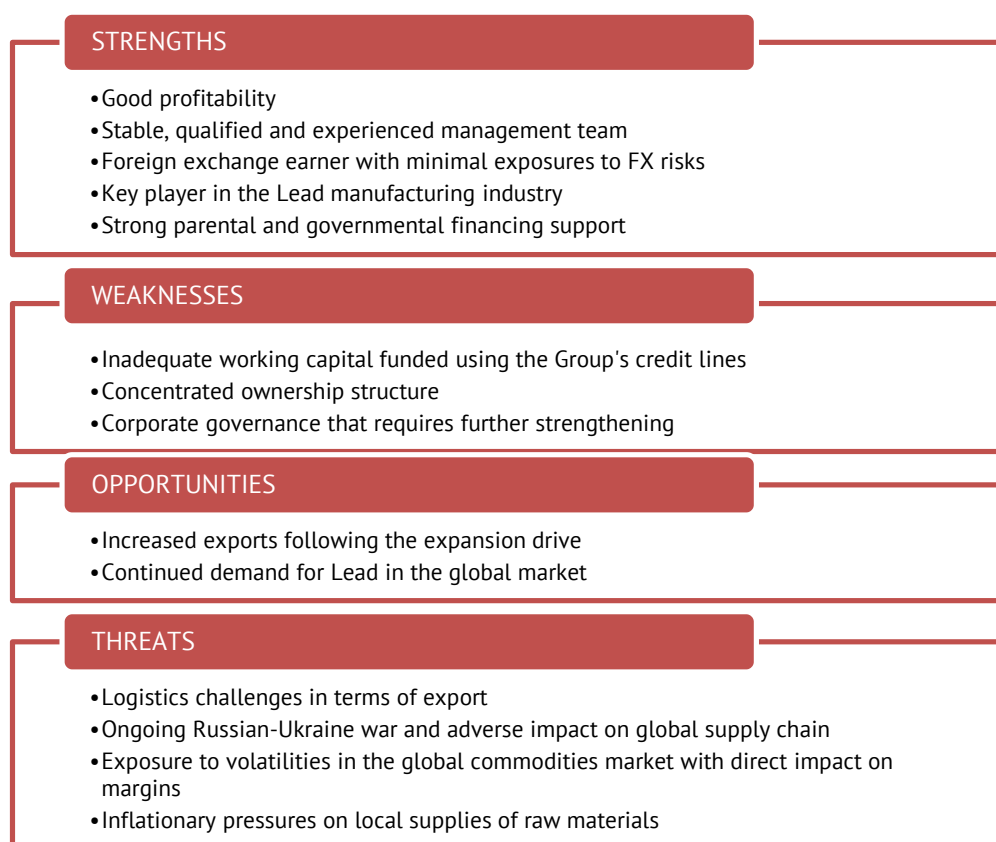 STRENGTHS
•Good profitability
•Stable, qualified and experienced management team
•Foreign exchange earner with minimal exposures to FX risks
•Key player in the Lead manufacturing industry
•Strong parental and governmental financing support
WEAKNESSES
•Inadequate working capital funded using the Group's credit lines
•Concentrated ownership structure
•Corporate governance that requires further strengthening
OPPORTUNITIES
•Increased exports following the expansion drive
•Continued demand for Lead in the global market
THREATS
•Logistics challenges in terms of export
•Ongoing Russian-Ukraine war and adverse impact on global supply chain
•Exposure to volatilities in the global commodities market with direct impact on
margins
•Inflationary pressures on local supplies of raw materials